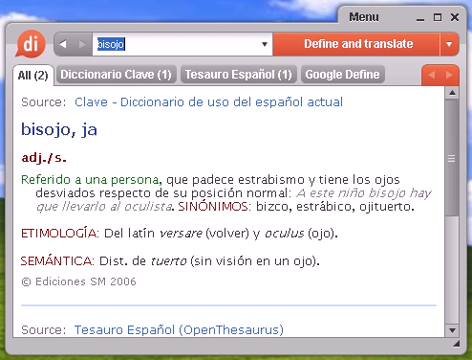 Menu
di
bisojo
Define and translate
All (2)
Diccionario Clave (1)
Tesauro Español (1)
Google Define
Source: Clave - Diccionario de uso del español actual
bisojo, ja
adj./s.
Referido a una persona, que padece estrabismo y tiene los ojos
desviados respecto de su posición normal: A este niño bisojo hay
que llevarlo al oculista. SINÓNIMOS: bizco, estrábico, ojituerto.
ETIMOLOGÍA: Del latín versare (volver) y oculus (ojo).
SEMÁNTICA: Dist. de tuerto (sin visión en un ojo).
© Ediciones SM 2006
Source: Tesauro Español (OpenThesaurus)